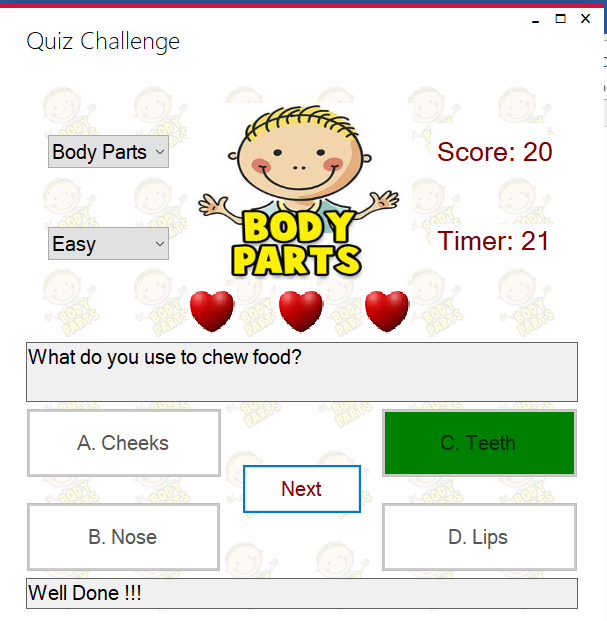 Quiz Challenge
Body Parts
Score: 20
BODY
PARTS
Easy
Timer: 21
What do you use to chew food?
A. Cheeks
C. Teeth
Next
B. Nose
D. Lips
Well Done !!!